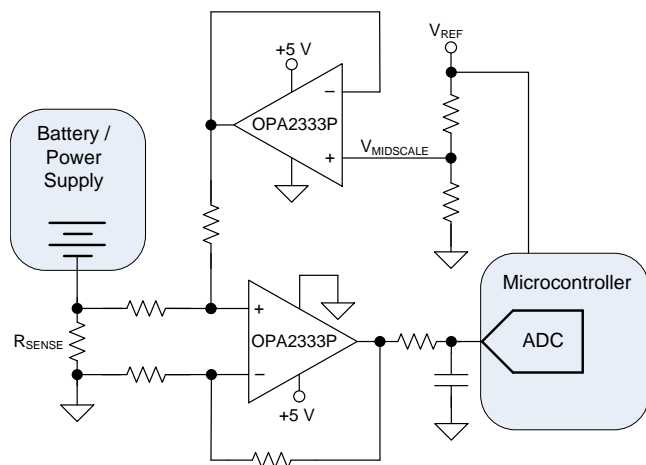 +5 V
V_REF
OPA2333P
−
+
V_MIDSCALE
Battery /
Power
Supply
Microcontroller
ADC
R_SENSE
+
OPA2333P
−
+5 V